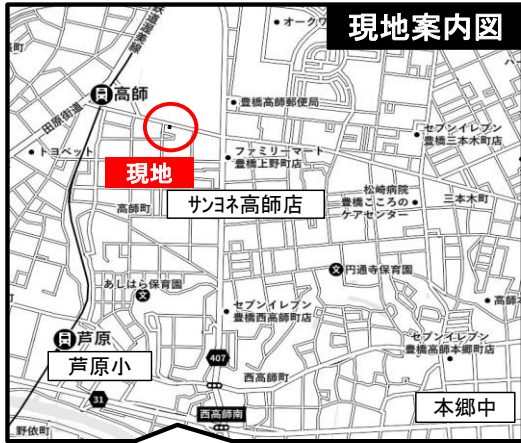 現地案内図
オークワ
鉄道渥美線
高師
豊橋高師郵便局
田原街道
トヨペット
ファミリーマート
豊橋上野町店
セブンイレブン
豊橋三本木町店
現地
サンヨネ高師店
松崎病院
豊橋こころの
ケアセンター
三本木町
高師町
円通寺保育園
あしはら保育園
セブンイレブン
豊橋西高師町店
高師本
芦原
芦原小
407
セブンイレブン
豊橋高師本郷町店
西高師町
31
西高師南
本郷中
野依町